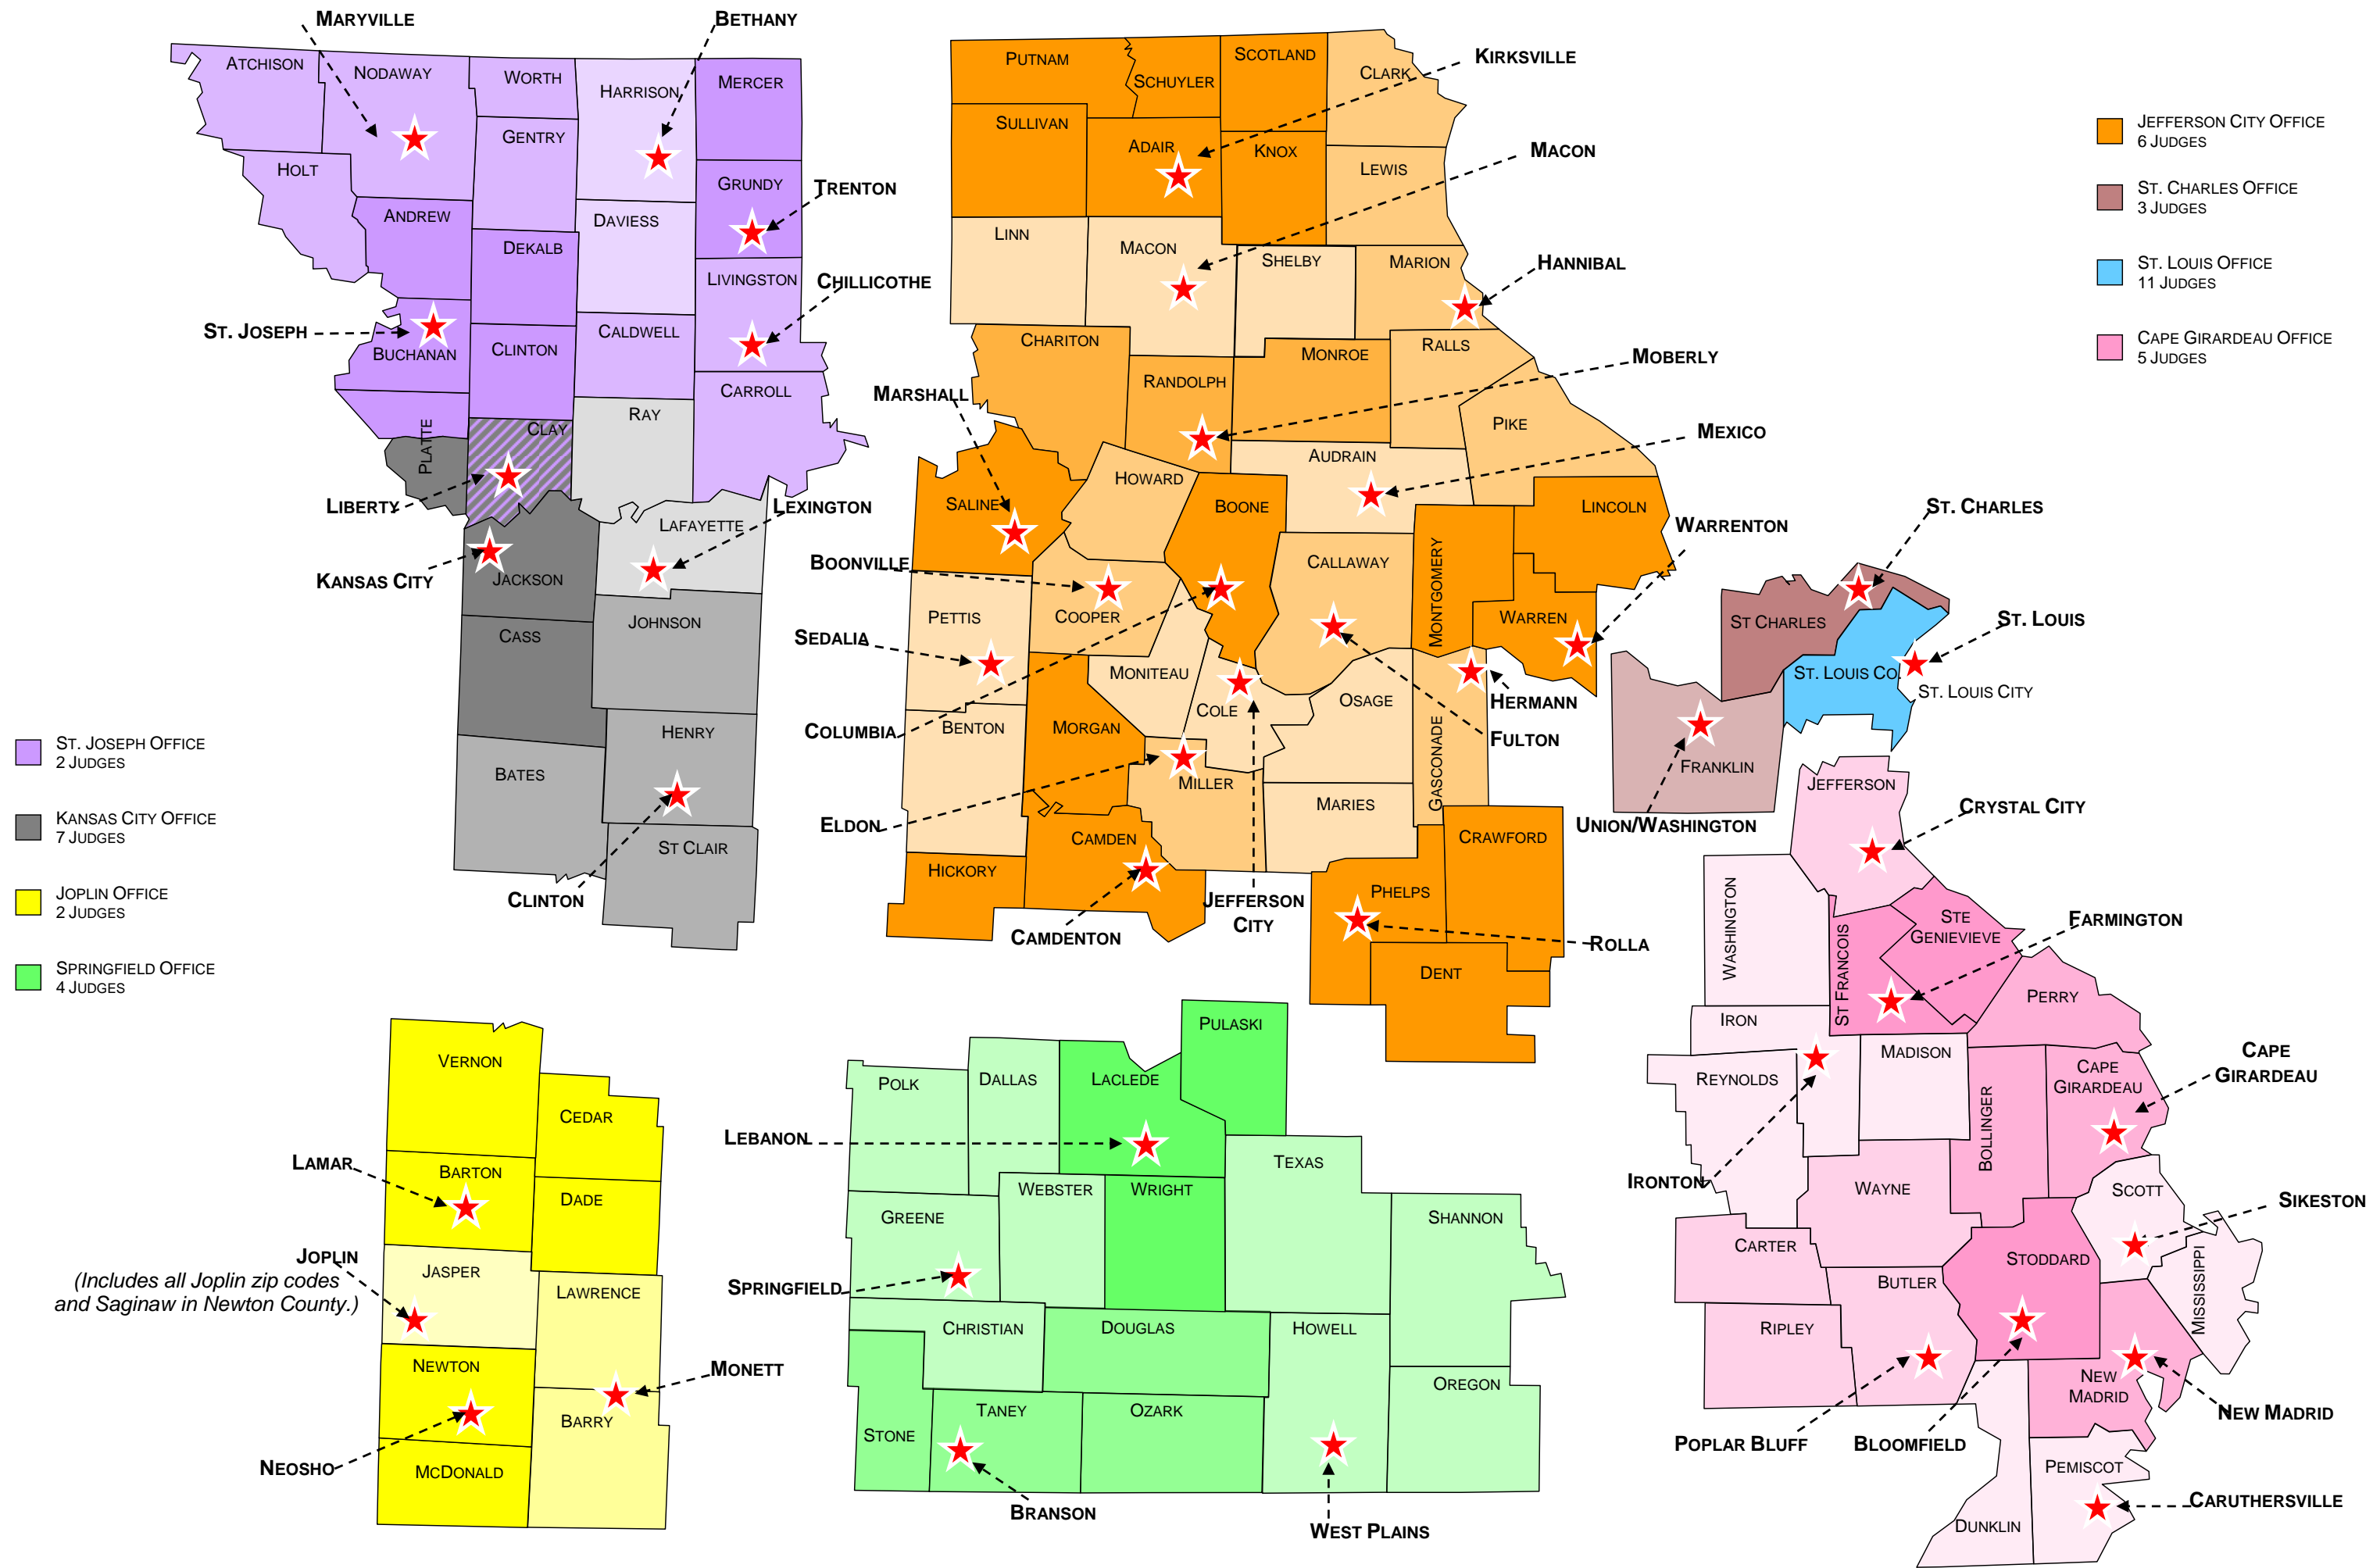 MARYVILLE
BETHANY
ATCHISON
NODAWAY
WORTH
HARRISON
MERCER
GENTRY
HOLT
GRUNDY
TRENTON
ANDREW
DAVIESS
DEKALB
LIVINGSTON
CHILLICOTHE
ST. JOSEPH
BUCHANAN
CLINTON
CALDWELL
CARROLL
RAY
PLATTE
CLAY
LIBERTY
LEXINGTON
LAFAYETTE
KANSAS CITY
JACKSON
CASS
JOHNSON
HENRY
BATES
ST CLAIR
CLINTON
ST. JOSEPH OFFICE
2 JUDGES
KANSAS CITY OFFICE
7 JUDGES
JOPLIN OFFICE
2 JUDGES
SPRINGFIELD OFFICE
4 JUDGES
PUTNAM
SCHUYLER
SCOTLAND
CLARK
KIRKSVILLE
SULLIVAN
ADAIR
KNOX
LEWIS
MACON
LINN
MACON
SHELBY
MARION
HANNIBAL
CHARITON
RANDOLPH
MONROE
RALLS
MOBERLY
MARSHALL
PIKE
MEXICO
AUDRAIN
HOWARD
SALINE
BOONE
LINCOLN
WARRENTON
BOONVILLE
CALLAWAY
MONTGOMERY
COOPER
PETTIS
WARREN
SEDALIA
MONITEAU
COLE
OSAGE
HERMANN
COLUMBIA
BENTON
MORGAN
FULTON
GASCONADE
MILLER
MARIES
ELDON
CAMDEN
CRAWFORD
HICKORY
PHELPS
JEFFERSON
CITY
CAMDENTON
ROLLA
DENT
JEFFERSON CITY OFFICE
6 JUDGES
ST. CHARLES OFFICE
3 JUDGES
ST. LOUIS OFFICE
11 JUDGES
CAPE GIRARDEAU OFFICE
5 JUDGES
ST. CHARLES
ST CHARLES
ST. LOUIS
ST. LOUIS CO.
ST. LOUIS CITY
FRANKLIN
UNION/WASHINGTON
JEFFERSON
CRYSTAL CITY
WASHINGTON
STE
GENIEVIEVE
FARMINGTON
ST FRANCOIS
PERRY
IRON
MADISON
REYNOLDS
CAPE
GIRARDEAU
CAPE
GIRARDEAU
BOLLINGER
IRONTON
WAYNE
SCOTT
SIKESTON
CARTER
STODDARD
MISSISSIPPI
BUTLER
RIPLEY
NEW
MADRID
NEW MADRID
POPLAR BLUFF
BLOOMFIELD
PEMISCOT
CARUTHERSVILLE
DUNKLIN
VERNON
CEDAR
LAMAR
BARTON
DADE
JOPLIN
(Includes all Joplin zip codes
and Saginaw in Newton County.)
JASPER
LAWRENCE
NEWTON
MONETT
BARRY
NEOSHO
MCDONALD
PULASKI
POLK
DALLAS
LACLEDE
LEBANON
TEXAS
WEBSTER
WRIGHT
GREENE
SHANNON
SPRINGFIELD
CHRISTIAN
DOUGLAS
HOWELL
OREGON
TANEY
OZARK
STONE
BRANSON
WEST PLAINS